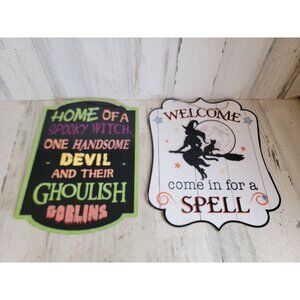 HOME OF A
SPOOKY WITCH,
ONE HANDSOME
DEVIL
AND THEIR
GHOULISH
GOBLINS
WELCOME
come in for a
SPELL